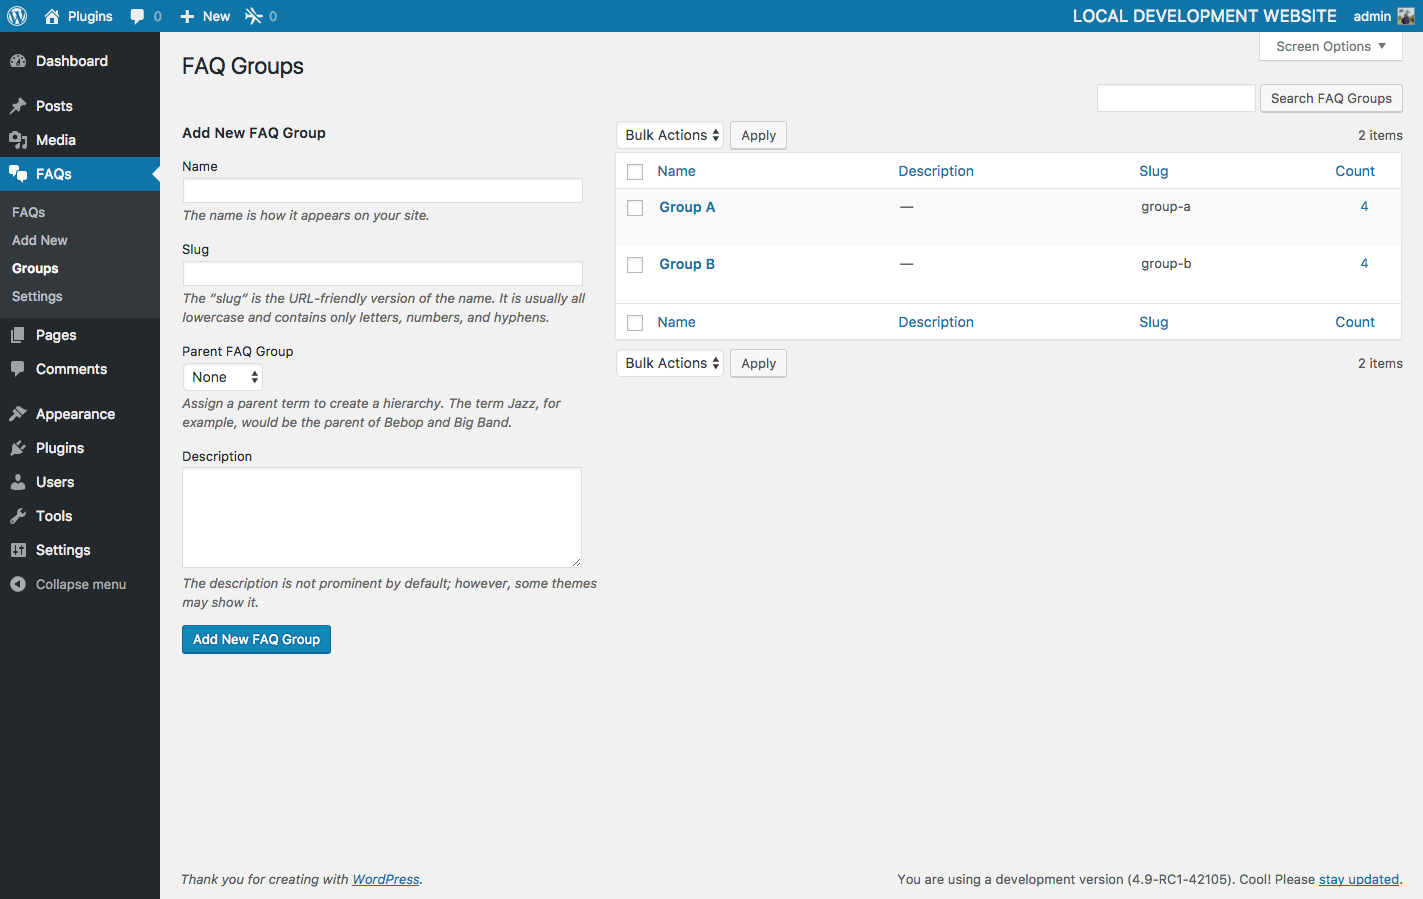 Plugins 0 New 0 LOCAL DEVELOPMENT WEBSITE admin
Screen Options
Dashboard
Posts
Media
FAQs
FAQs
Add New
Groups
Settings
Pages
Comments
Appearance
Plugins
Users
Tools
Settings
Collapse menu
FAQ Groups
Search FAQ Groups
Add New FAQ Group
Name
The name is how it appears on your site.
Slug
The “slug” is the URL-friendly version of the name. It is usually all
lowercase and contains only letters, numbers, and hyphens.
Parent FAQ Group
None
Assign a parent term to create a hierarchy. The term Jazz, for
example, would be the parent of Bebop and Big Band.
Description
The description is not prominent by default; however, some themes
may show it.
Add New FAQ Group
Bulk Actions Apply 2 items
Name Description Slug Count
Group A — group-a 4
Group B — group-b 4
Name Description Slug Count
Bulk Actions Apply 2 items
Thank you for creating with WordPress.
You are using a development version (4.9-RC1-42105). Cool! Please stay updated.